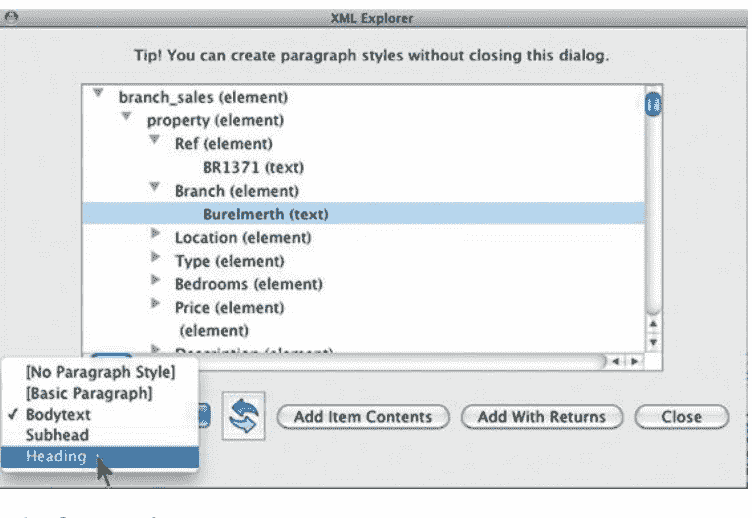 XML Explorer
Tip! You can create paragraph styles without closing this dialog.
branch_sales (element)
property (element)
Ref (element)
BR1371 (text)
Branch (element)
Burelmerth (text)
Location (element)
Type (element)
Bedrooms (element)
Price (element)
(element)
Description (element)
[No Paragraph Style]
[Basic Paragraph]
✓ Bodytext
Subhead
Heading
Add Item Contents
Add With Returns
Close